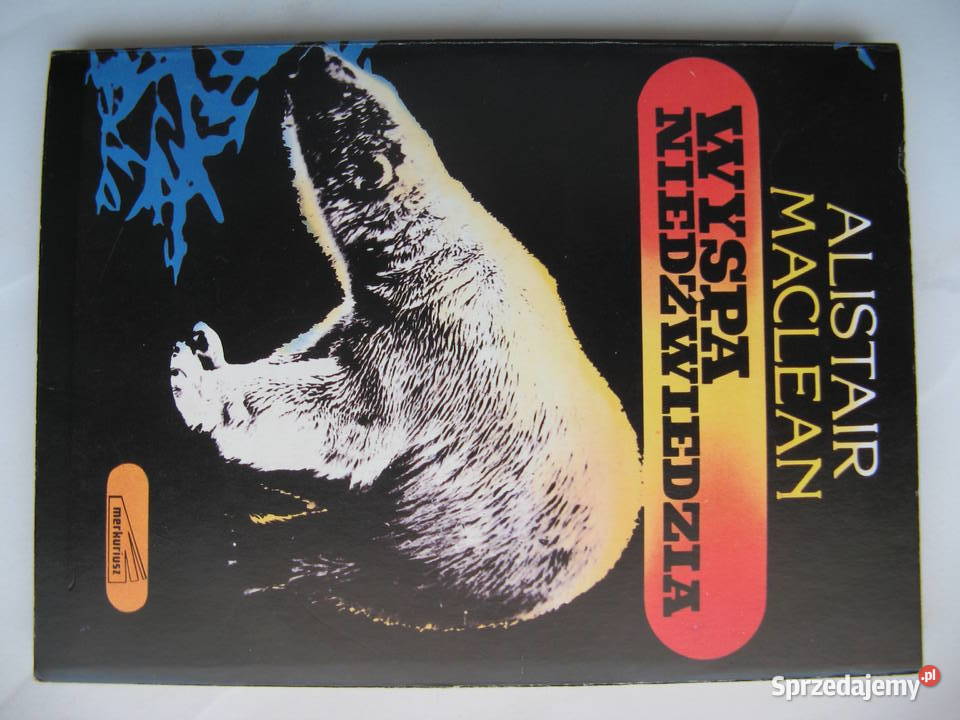 ALISTAIR
MACLEAN
WYSPA
NIEDŹWIEDZIA
merkuriusz
Sprzedajemy.pl